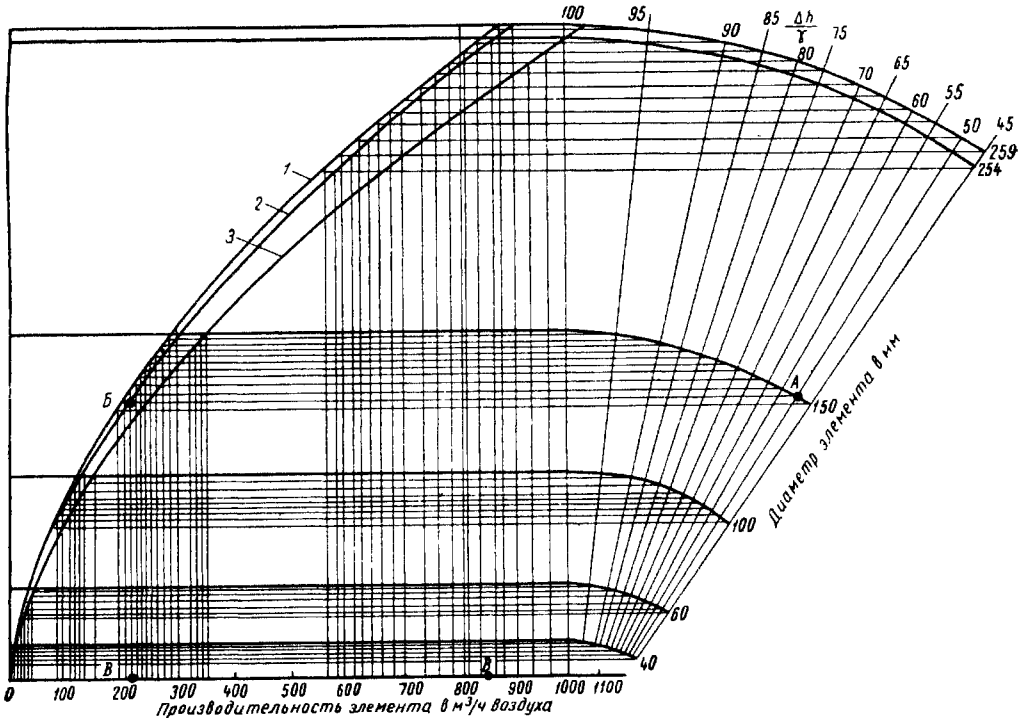 100 95 90 85 Δh/γ 80 75 70 65 60 55 50 45
259
254
1
2
3
Б
А
150
Диаметр элемента в мм
100
60
40
В В
0 100 200 300 400 500 600 700 800 900 1000 1100
Производительность элемента в м³/ч воздуха